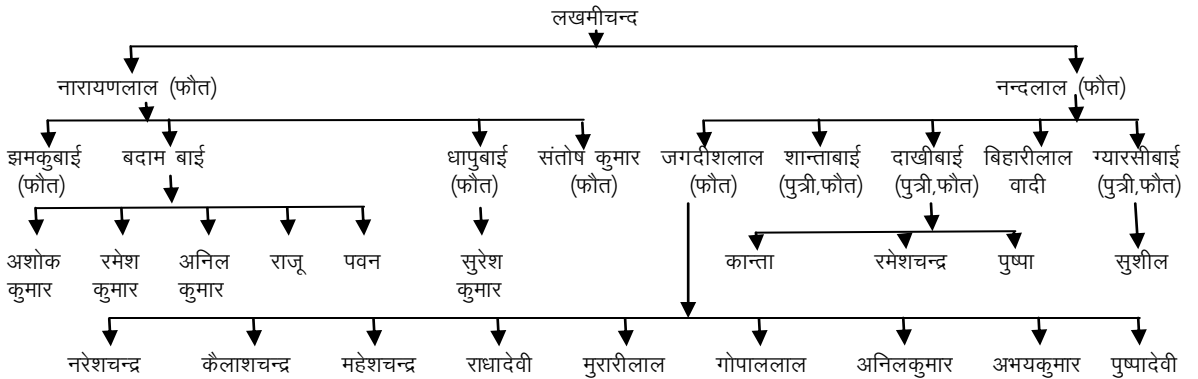 लखमीचन्द
नारायणलाल (फौत) नन्दलाल (फौत)
झमकुबाई बदाम बाई धापुबाई संतोष कुमार जगदीशलाल शान्ताबाई दाखीबाई बिहारीलाल ग्यारसीबाई
(फौत) (फौत) (फौत) (फौत) (पुत्री,फौत) (पुत्री,फौत) वादी (पुत्री,फौत)
अशोक रमेश अनिल राजू पवन सुरेश कान्ता रमेशचन्द्र पुष्पा सुशील
कुमार कुमार कुमार कुमार
नरेशचन्द्र कैलाशचन्द्र महेशचन्द्र राधादेवी मुरारीलाल गोपाललाल अनिलकुमार अभयकुमार पुष्पादेवी